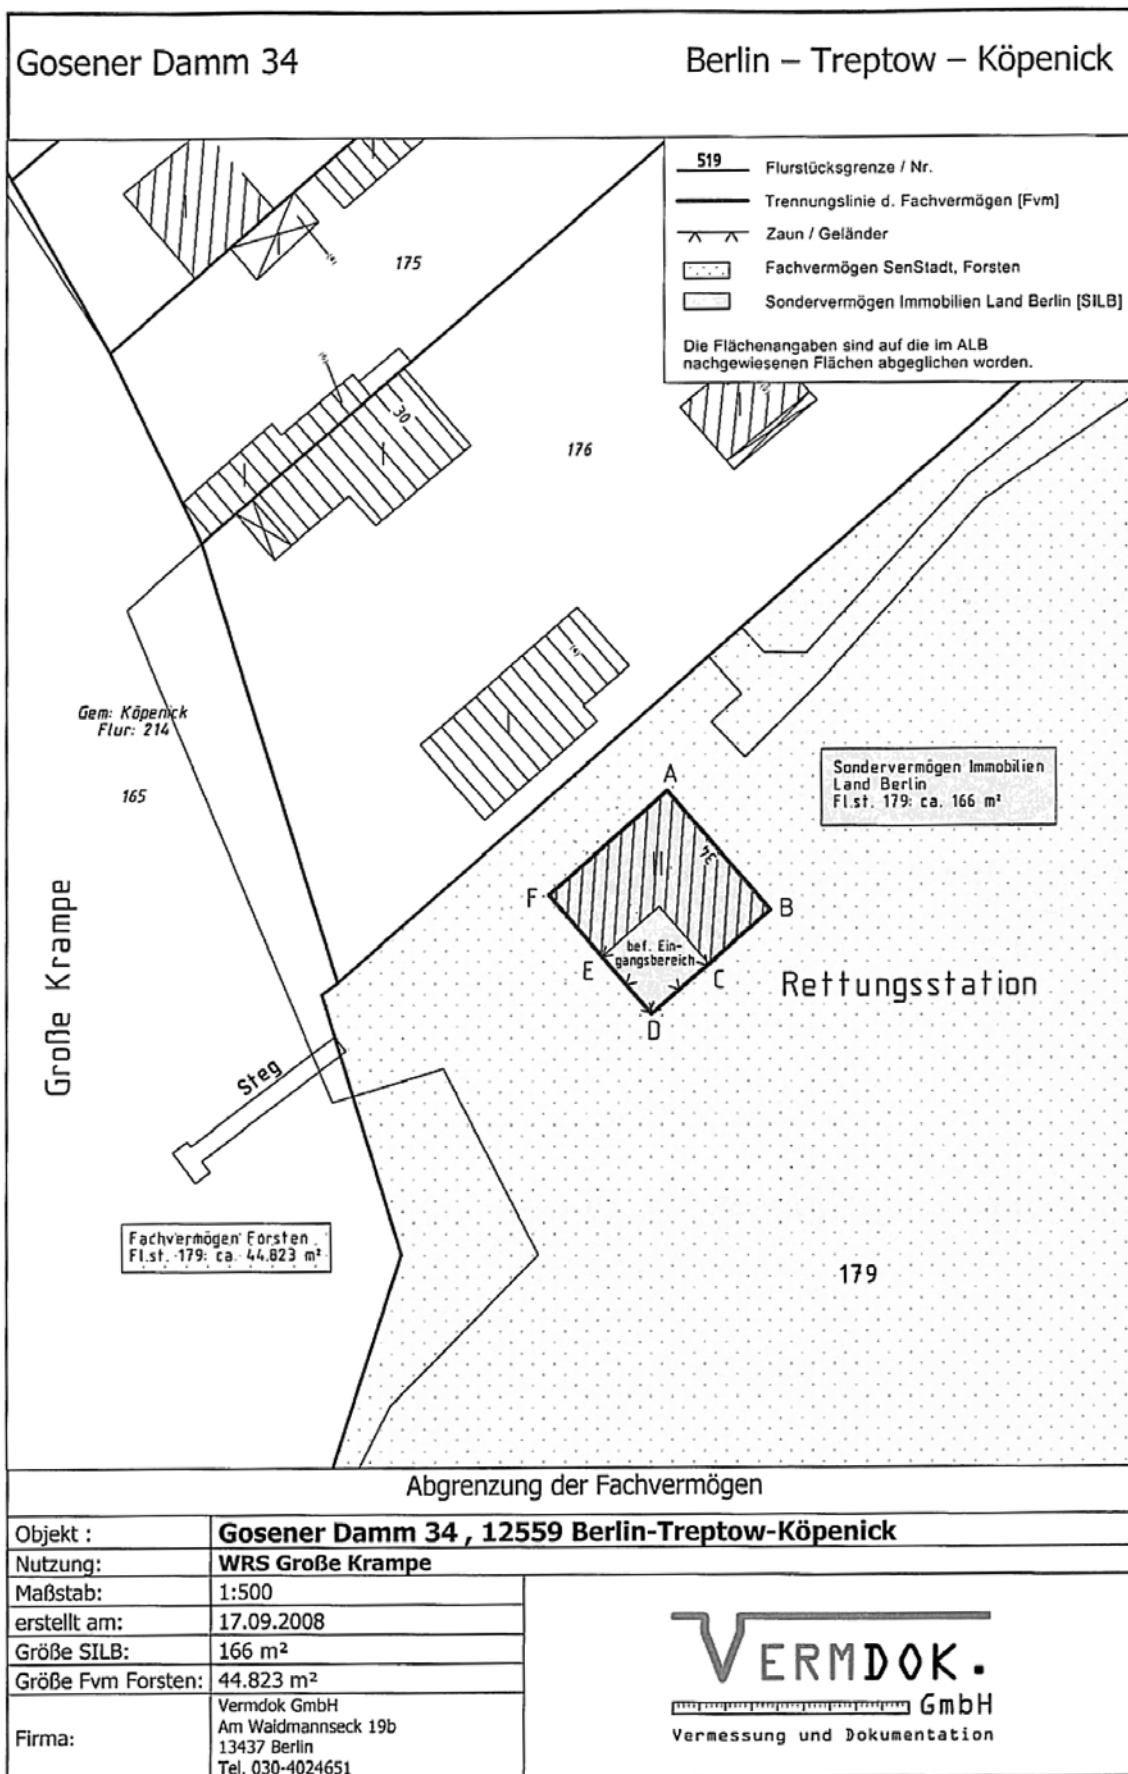 Gosener Damm 34
Berlin – Treptow – Köpenick
519 Flurstücksgrenze / Nr.
Trennungslinie d. Fachvermögen [Fvm]
Zaun / Geländer
Fachvermögen SenStadt, Forsten
Sondervermögen Immobilien Land Berlin [SILB]
Die Flächenangaben sind auf die im ALB
nachgewiesenen Flächen abgeglichen worden.
175
30
176
Gem: Köpenick
Flur: 214
165
Große Krampe
Sondervermögen Immobilien
Land Berlin
Fl.st. 179: ca. 166 m²
A
34
F
B
bef. Ein-
gangsbereich
E
C
D
Rettungsstation
Steg
Fachvermögen Forsten
Fl.st. 179: ca. 44.823 m²
179
Abgrenzung der Fachvermögen
Objekt : Gosener Damm 34 , 12559 Berlin-Treptow-Köpenick
Nutzung: WRS Große Krampe
Maßstab: 1:500
erstellt am: 17.09.2008
Größe SILB: 166 m²
Größe Fvm Forsten: 44.823 m²
Firma:
Vermdok GmbH
Am Waidmannseck 19b
13437 Berlin
Tel. 030-4024651
VERMDOK.
GmbH
Vermessung und Dokumentation